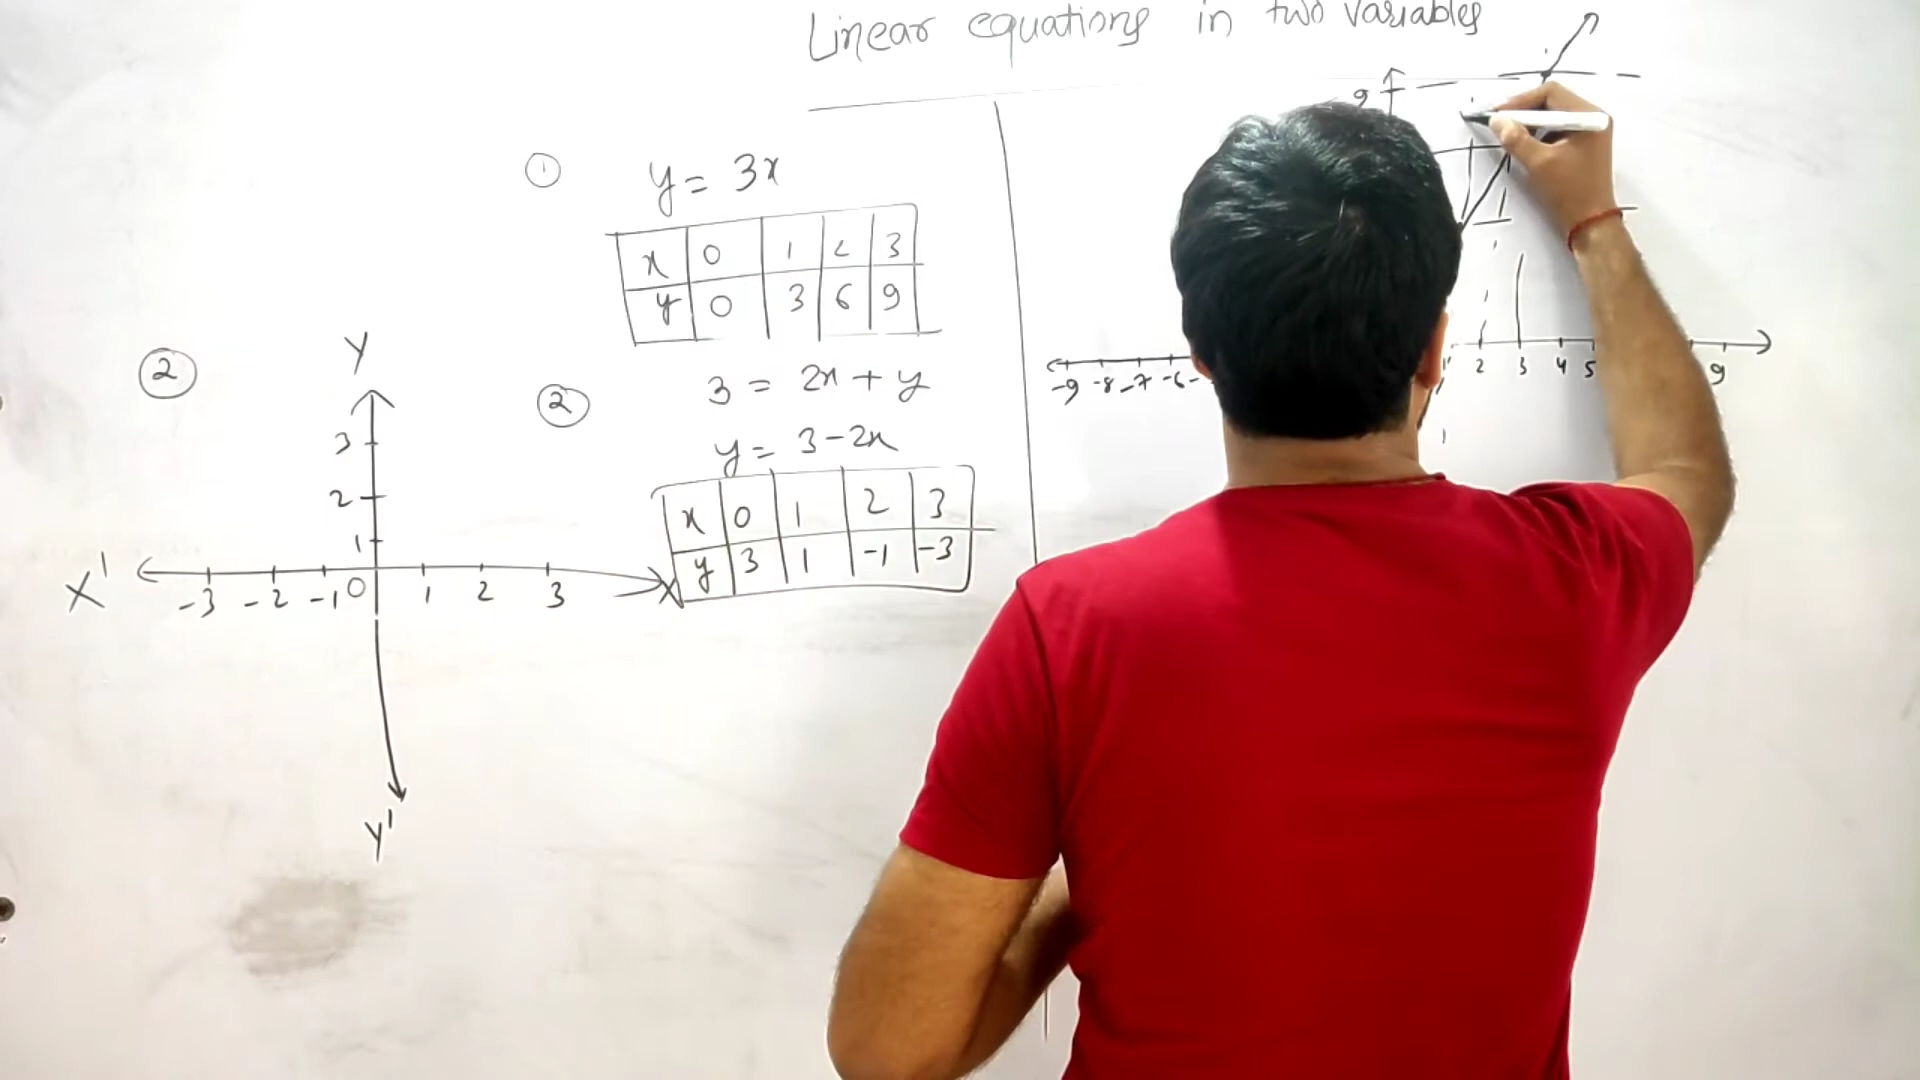 Linear equations in two variables
① y = 3x
x 0 1 2 3
y 0 3 6 9
② 3 = 2x + y
y = 3-2x
x 0 1 2 3
y 3 1 -1 -3
②
Y
3
2
1
X' -3 -2 -1 0 1 2 3 X
Y'
9
-9 -8 -7 -6 2 3 4 5 9